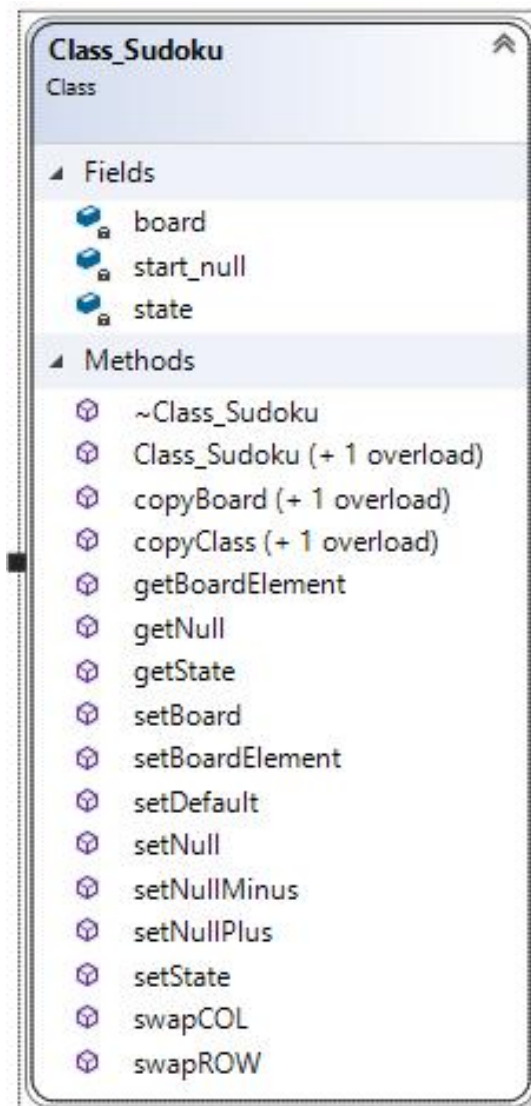 Class_Sudoku
Class
Fields
board
start_null
state
Methods
~Class_Sudoku
Class_Sudoku (+ 1 overload)
copyBoard (+ 1 overload)
copyClass (+ 1 overload)
getBoardElement
getNull
getState
setBoard
setBoardElement
setDefault
setNull
setNullMinus
setNullPlus
setState
swapCOL
swapROW